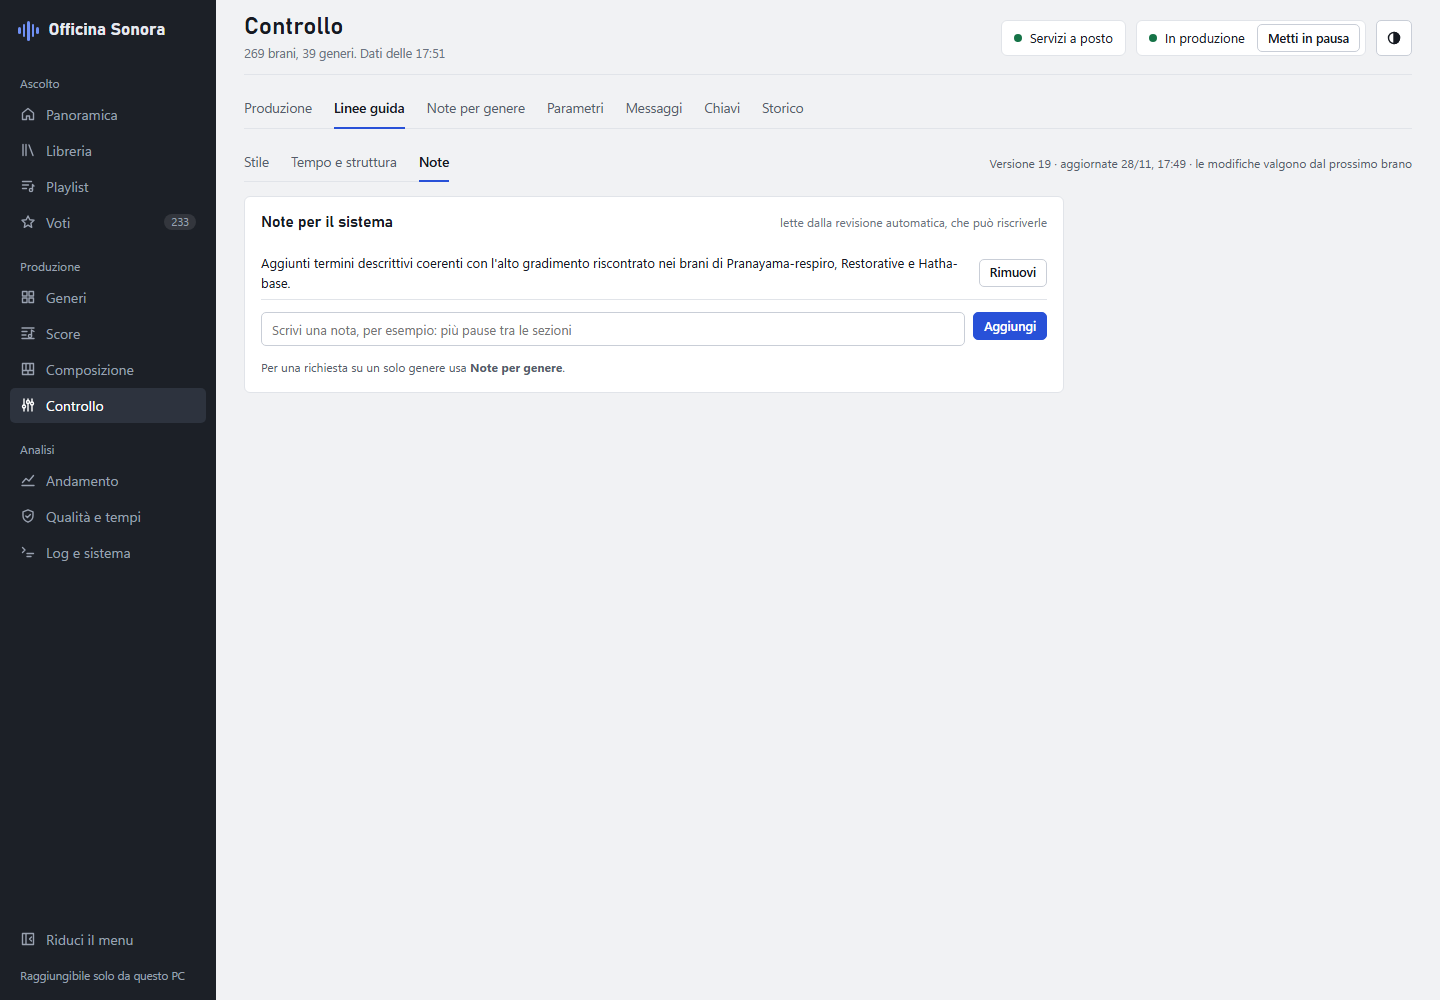 Officina Sonora
Ascolto
Panoramica
Libreria
Playlist
Voti 233
Produzione
Generi
Score
Composizione
Controllo
Analisi
Andamento
Qualità e tempi
Log e sistema
Riduci il menu
Raggiungibile solo da questo PC
Controllo
269 brani, 39 generi. Dati delle 17:51
Servizi a posto
In produzione Metti in pausa
Produzione Linee guida Note per genere Parametri Messaggi Chiavi Storico
Stile Tempo e struttura Note
Versione 19 · aggiornate 28/11, 17:49 · le modifiche valgono dal prossimo brano
Note per il sistema
lette dalla revisione automatica, che può riscriverle
Aggiunti termini descrittivi coerenti con l'alto gradimento riscontrato nei brani di Pranayama-respiro, Restorative e Hatha-
base.
Rimuovi
Scrivi una nota, per esempio: più pause tra le sezioni
Aggiungi
Per una richiesta su un solo genere usa Note per genere.